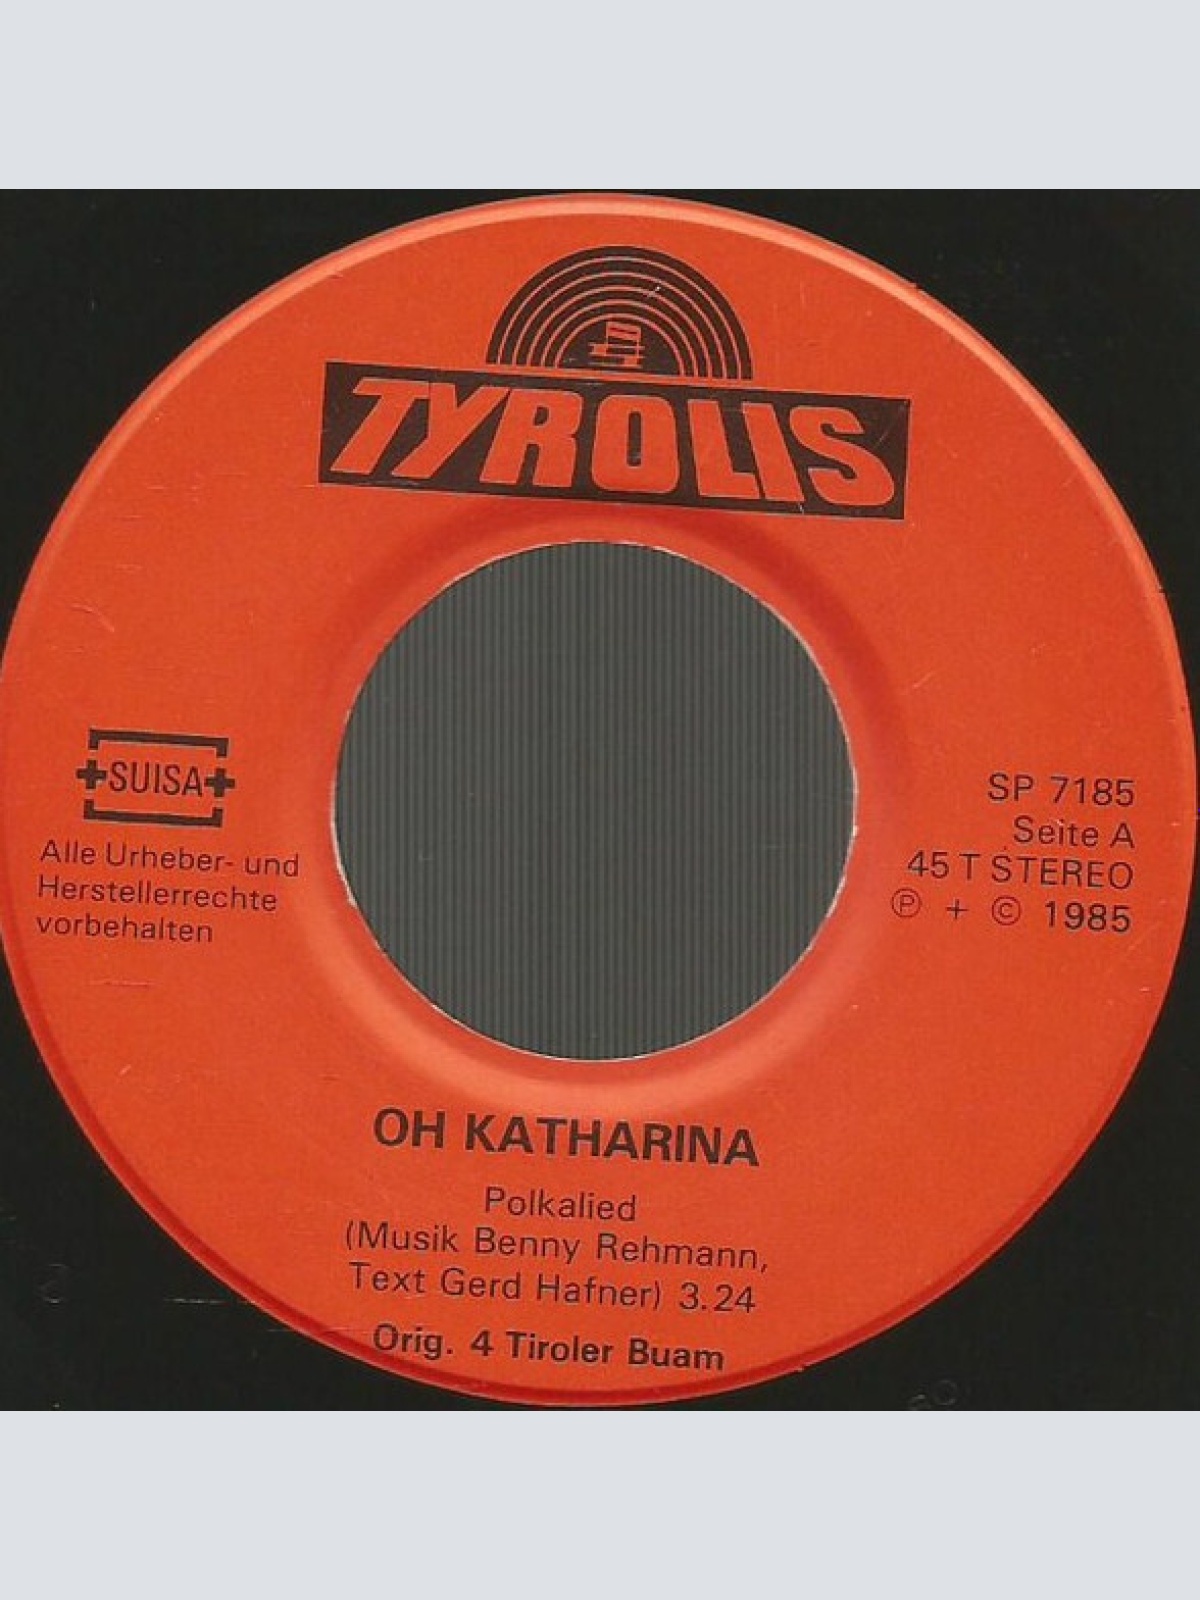 TYROLIS
SUISA
Alle Urheber- und
Herstellerrechte
vorbehalten
SP 7185
Seite A
45 T STEREO
Ⓟ + © 1985
OH KATHARINA
Polkalied
(Musik Benny Rehmann,
Text Gerd Hafner) 3.24
Orig. 4 Tiroler Buam